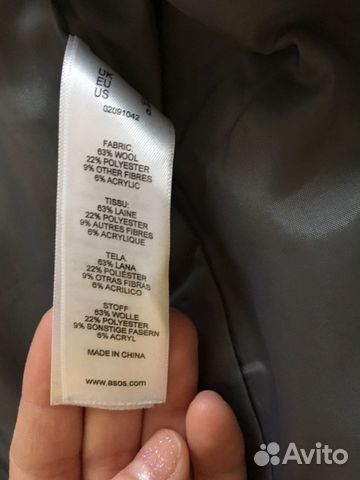 UK
EU
US 0
02091042
FABRIC:
63% WOOL
22% POLYESTER
9% OTHER FIBRES
6% ACRYLIC
TISSU:
63% LAINE
22% POLYESTER
9% AUTRES FIBRES
6% ACRYLIQUE
TELA:
63% LANA
22% POLIÉSTER
9% OTRAS FIBRAS
6% ACRILICO
STOFF:
63% WOLLE
22% POLYESTER
9% SONSTIGE FASERN
6% ACRYL
MADE IN CHINA
www.asos.com
Avito